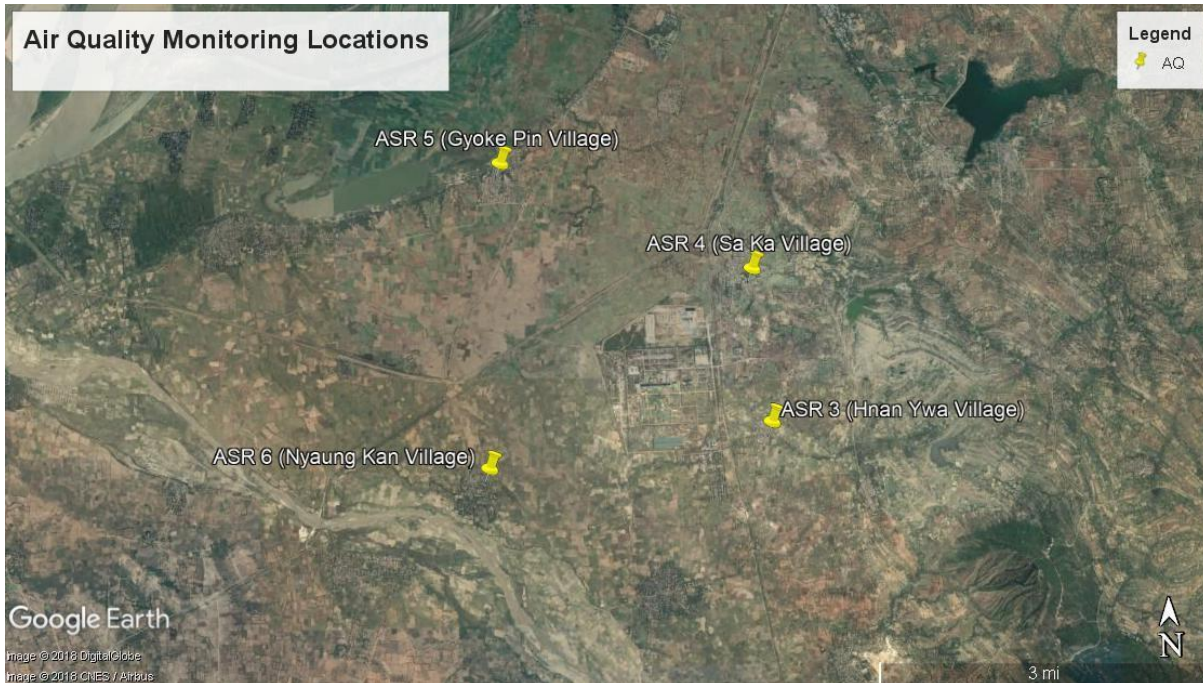 Air Quality Monitoring Locations
Legend
AQ
ASR 5 (Gyoke Pin Village)
ASR 4 (Sa Ka Village)
ASR 3 (Hnan Ywa Village)
ASR 6 (Nyaung Kan Village)
Google Earth
N
Image © 2018 DigitalGlobe
Image © 2018 CNES / Airbus
3 mi